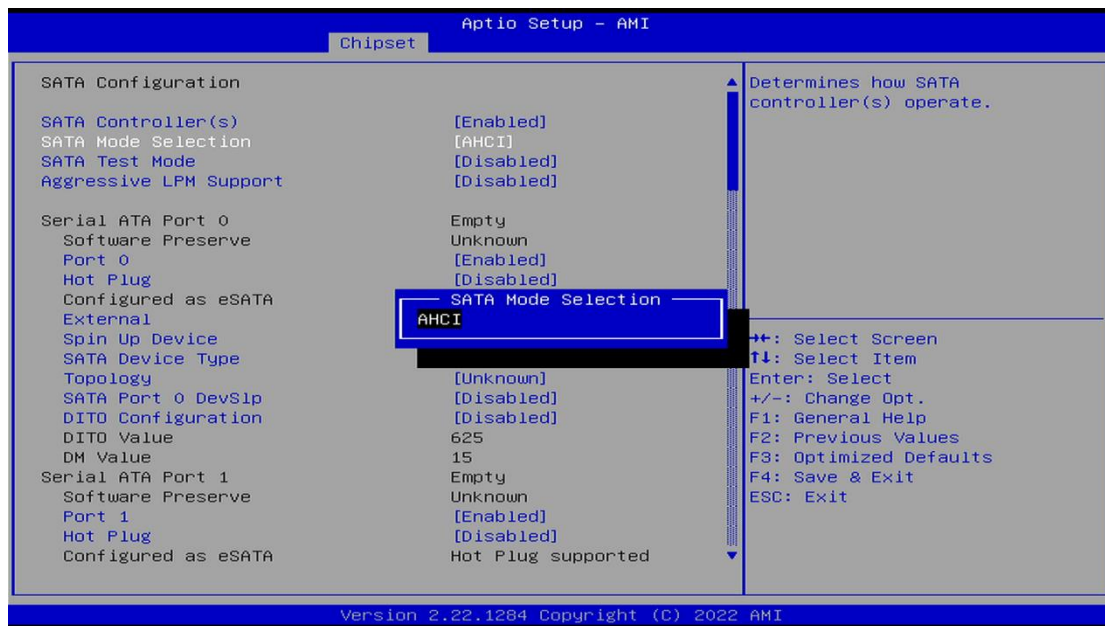 Aptio Setup – AMI
Chipset
SATA Configuration
SATA Controller(s) [Enabled]
SATA Mode Selection [AHCI]
SATA Test Mode [Disabled]
Aggressive LPM Support [Disabled]
Serial ATA Port 0 Empty
Software Preserve Unknown
Port 0 [Enabled]
Hot Plug [Disabled]
Configured as eSATA
External
Spin Up Device
SATA Device Type
Topology [Unknown]
SATA Port 0 DevSlp [Disabled]
DITO Configuration [Disabled]
DITO Value 625
DM Value 15
Serial ATA Port 1 Empty
Software Preserve Unknown
Port 1 [Enabled]
Hot Plug [Disabled]
Configured as eSATA Hot Plug supported
SATA Mode Selection
AHCI
Determines how SATA
controller(s) operate.
→←: Select Screen
↑↓: Select Item
Enter: Select
+/-: Change Opt.
F1: General Help
F2: Previous Values
F3: Optimized Defaults
F4: Save & Exit
ESC: Exit
Version 2.22.1284 Copyright (C) 2022 AMI